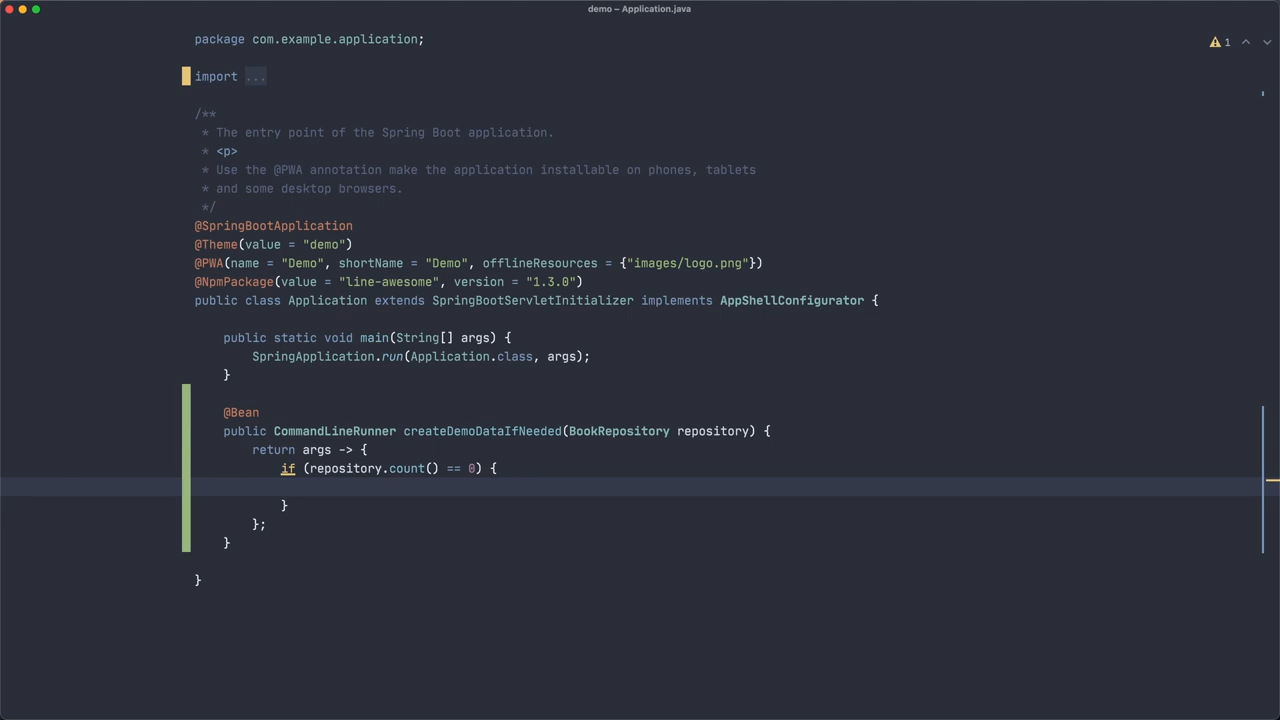 demo – Application.java
package com.example.application;
1
import ...
/**
* The entry point of the Spring Boot application.
* <p>
* Use the @PWA annotation make the application installable on phones, tablets
* and some desktop browsers.
*/
@SpringBootApplication
@Theme(value = "demo")
@PWA(name = "Demo", shortName = "Demo", offlineResources = {"images/logo.png"})
@NpmPackage(value = "line-awesome", version = "1.3.0")
public class Application extends SpringBootServletInitializer implements AppShellConfigurator {
public static void main(String[] args) {
SpringApplication.run(Application.class, args);
}
@Bean
public CommandLineRunner createDemoDataIfNeeded(BookRepository repository) {
return args -> {
if (repository.count() == 0) {
}
};
}
}